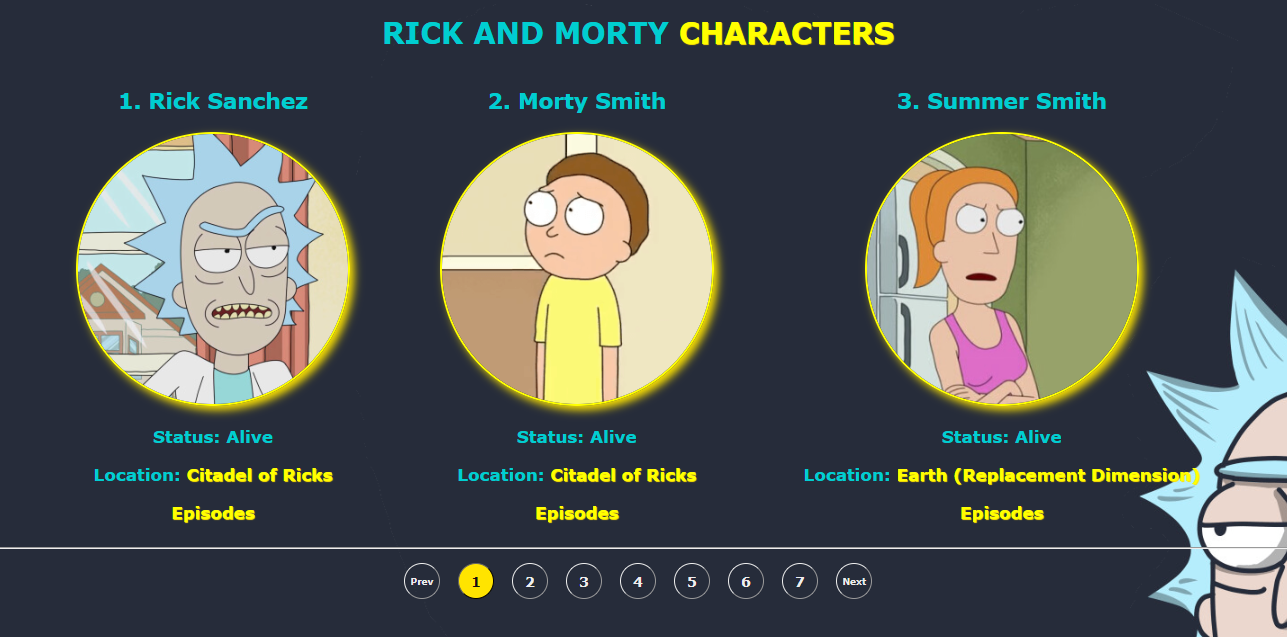 RICK AND MORTY CHARACTERS
1. Rick Sanchez
2. Morty Smith
3. Summer Smith
Status: Alive
Status: Alive
Status: Alive
Location: Citadel of Ricks
Location: Citadel of Ricks
Location: Earth (Replacement Dimension)
Episodes
Episodes
Episodes
Prev 1 2 3 4 5 6 7 Next